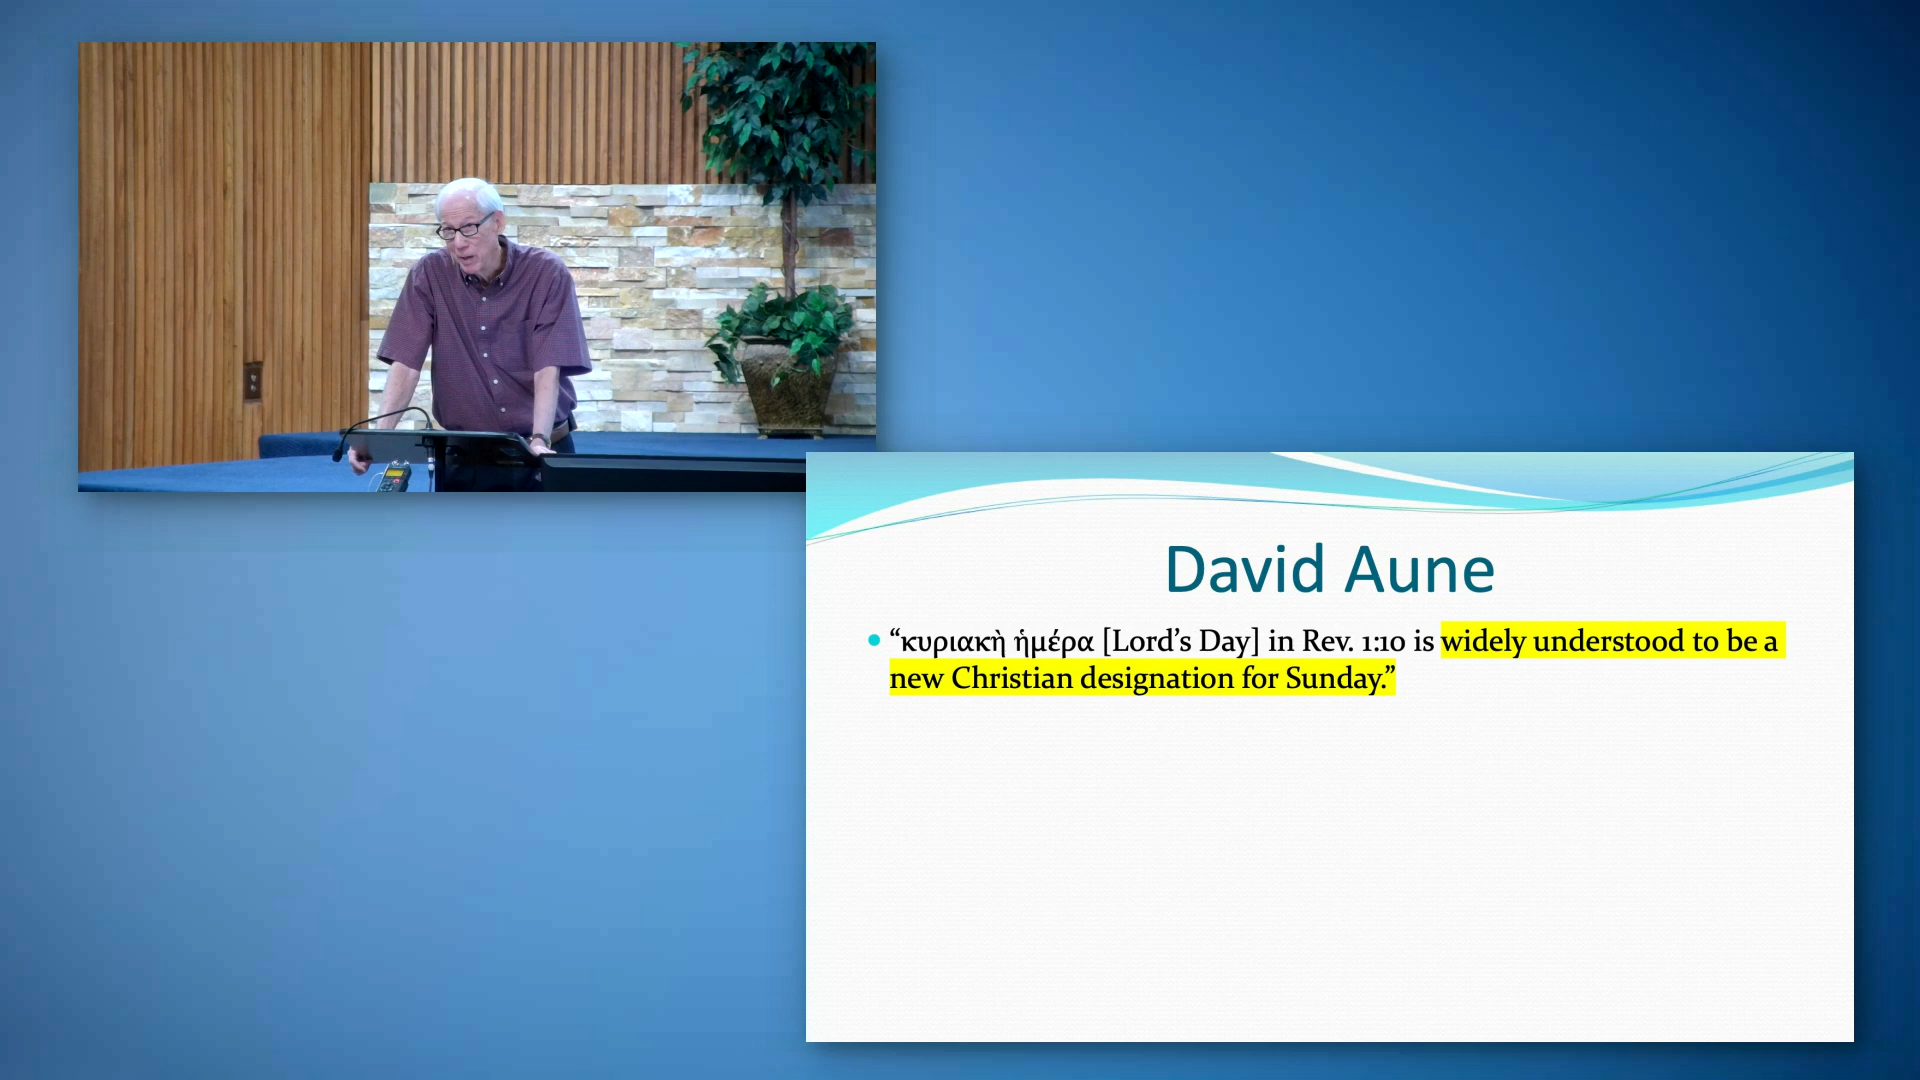 David Aune
“κυριακὴ ἡμέρα [Lord’s Day] in Rev. 1:10 is widely understood to be a
new Christian designation for Sunday.”